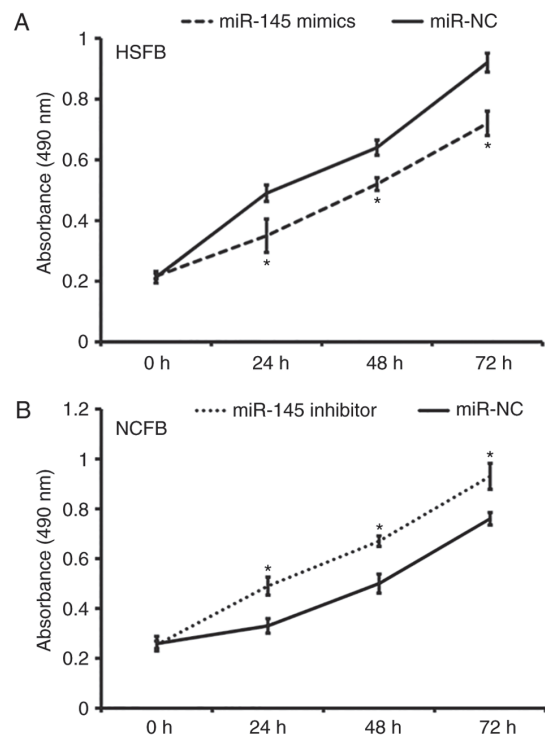 A
miR-145 mimics
miR-NC
HSFB
Absorbance (490 nm)
1
0.8
0.6
0.4
0.2
0
*
*
*
0 h
24 h
48 h
72 h
B
miR-145 inhibitor
miR-NC
NCFB
Absorbance (490 nm)
1.2
1
0.8
0.6
0.4
0.2
0
*
*
*
0 h
24 h
48 h
72 h